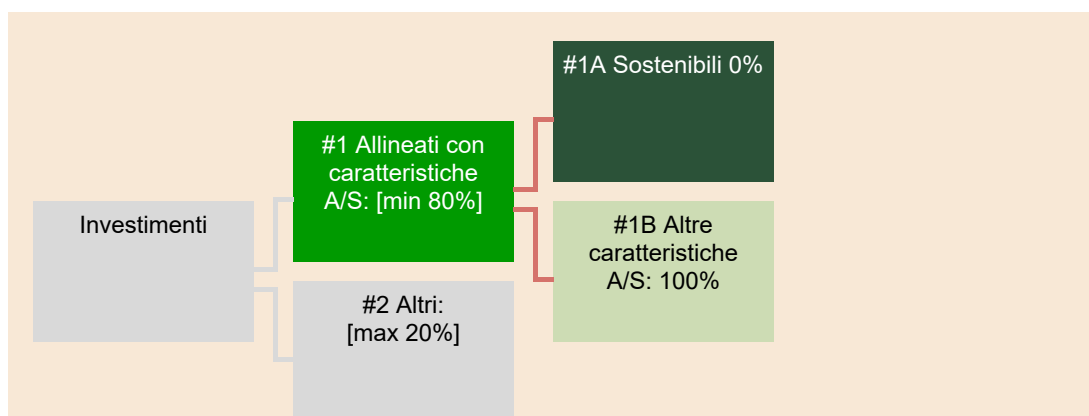 Investimenti
#1 Allineati con
caratteristiche
A/S: [min 80%]
#2 Altri:
[max 20%]
#1A Sostenibili 0%
#1B Altre
caratteristiche
A/S: 100%